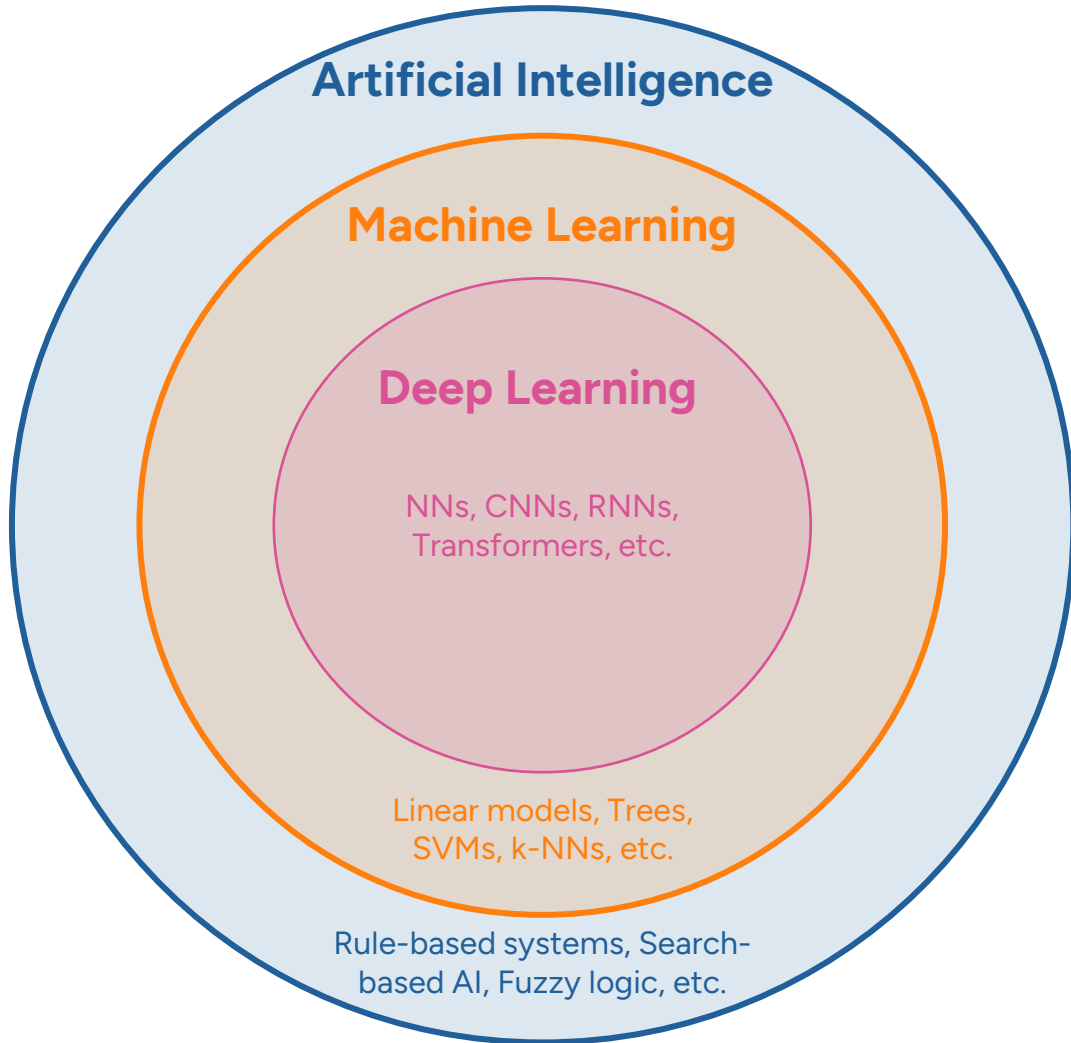 Artificial Intelligence
Machine Learning
Deep Learning
NNs, CNNs, RNNs,
Transformers, etc.
Linear models, Trees,
SVMs, k-NNs, etc.
Rule-based systems, Search-
based AI, Fuzzy logic, etc.